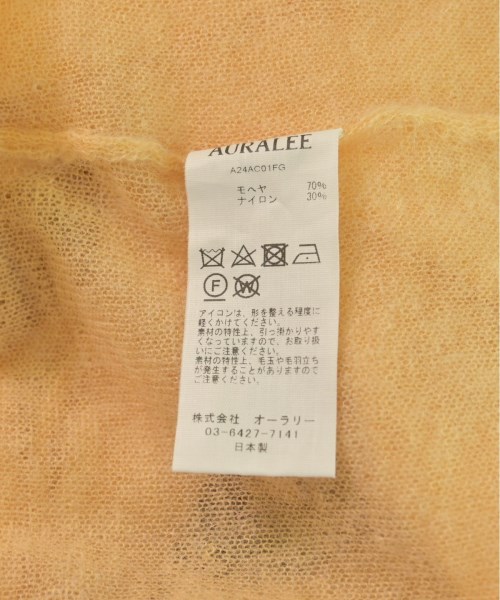 AURALEE
A24AC01FG
モヘヤ 70%
ナイロン 30%
F W
アイロンは、形を整える程度に
軽くかけてください。
素材の特性上、引っ掛かりやす
くなっていますので、お取り扱
いにご注意ください。
素材の特性上、毛玉や毛羽立ち
が発生することがありますので
ご注意ください。
株式会社 オーラリー
03-6427-7141
日本製